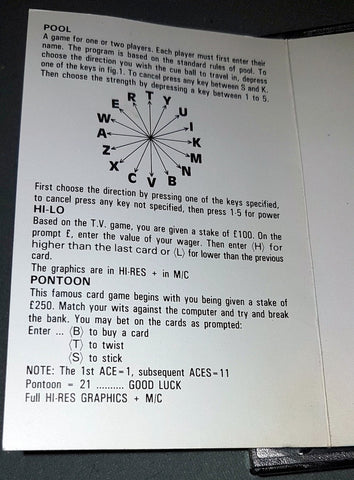 POOL
A game for one or two players. Each player must first enter their
name. The program is based on the standard rules of pool. To
choose the direction you wish the cue ball to travel in, depress
one of the keys in fig.1. To cancel press any key between S and K.
Then choose the strength by depressing a key between 1 to 5.
R T Y
E U
W I
A K
Z M
X N
C V B
First choose the direction by pressing one of the keys specified,
to cancel press any key not specified, then press 1-5 for power
HI-LO
Based on the T.V. game, you are given a stake of £100. On the
prompt £, enter the value of your wager. Then enter (H) for
higher than the last card or (L) for lower than the previous
card.
The graphics are in HI-RES + in M/C
PONTOON
This famous card game begins with you being given a stake of
£250. Match your wits against the computer and try and break
the bank. You may bet on the cards as prompted:
Enter ... (B) to buy a card
(T) to twist
(S) to stick
NOTE: The 1st ACE=1, subsequent ACES=11
Pontoon = 21 .......... GOOD LUCK
Full HI-RES GRAPHICS + M/C